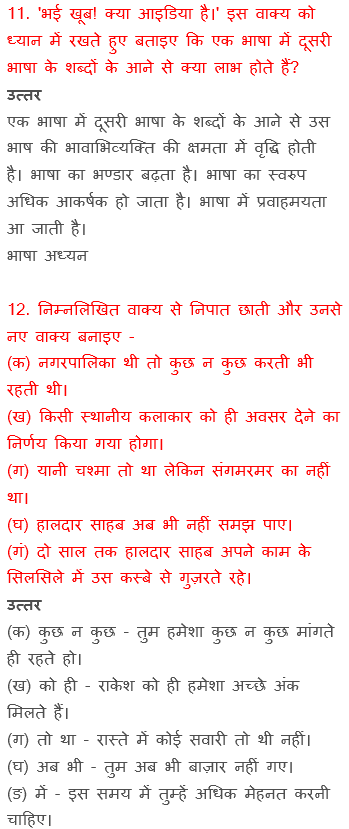 11. 'भई खूब! क्या आइडिया है।' इस वाक्य को
ध्यान में रखते हुए बताइए कि एक भाषा में दूसरी
भाषा के शब्दों के आने से क्या लाभ होते हैं?
उत्तर
एक भाषा में दूसरी भाषा के शब्दों के आने से उस
भाष की भावाभिव्यक्ति की क्षमता में वृद्धि होती
है। भाषा का भण्डार बढ़ता है। भाषा का स्वरुप
अधिक आकर्षक हो जाता है। भाषा में प्रवाहमयता
आ जाती है।
भाषा अध्यन
12. निम्नलिखित वाक्य से निपात छाती और उनसे
नए वाक्य बनाइए -
(क) नगरपालिका थी तो कुछ न कुछ करती भी
रहती थी।
(ख) किसी स्थानीय कलाकार को ही अवसर देने का
निर्णय किया गया होगा।
(ग) यानी चश्मा तो था लेकिन संगमरमर का नहीं
था।
(घ) हालदार साहब अब भी नहीं समझ पाए।
(गं) दो साल तक हालदार साहब अपने काम के
सिलसिले में उस कस्बे से गुज़रते रहे।
उत्तर
(क) कुछ न कुछ - तुम हमेशा कुछ न कुछ मांगते
ही रहते हो।
(ख) को ही - राकेश को ही हमेशा अच्छे अंक
मिलते हैं।
(ग) तो था - रास्ते में कोई सवारी तो थी नहीं।
(घ) अब भी - तुम अब भी बाज़ार नहीं गए।
(ङ) में - इस समय में तुम्हें अधिक मेहनत करनी
चाहिए।